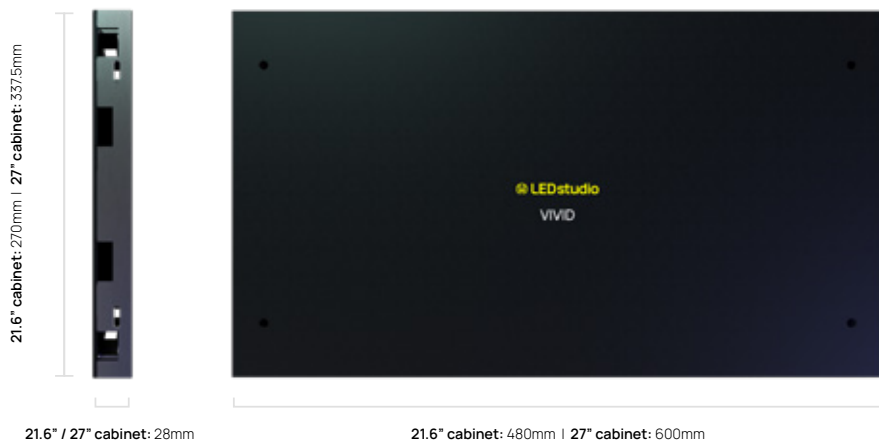 21.6” cabinet: 270mm | 27” cabinet: 337.5mm
LEDstudio
VIVID
21.6” / 27” cabinet: 28mm
21.6” cabinet: 480mm | 27” cabinet: 600mm